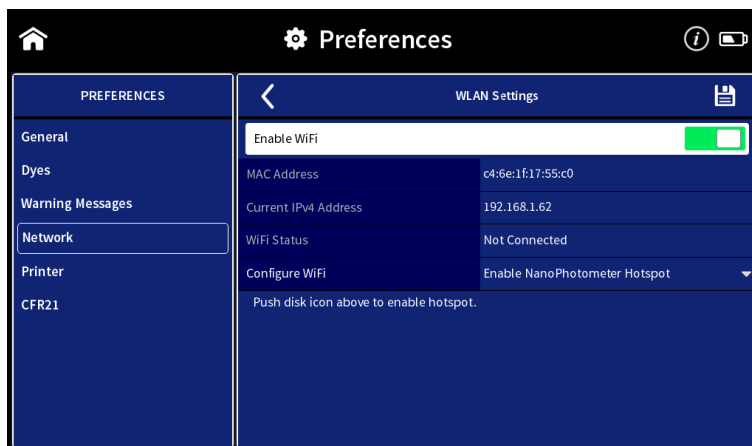 Preferences
i
PREFERENCES
WLAN Settings
General
Enable WiFi
Dyes
MAC Address c4:6e:1f:17:55:c0
Warning Messages
Current IPv4 Address 192.168.1.62
Network
WiFi Status Not Connected
Printer
Configure WiFi Enable NanoPhotometer Hotspot
CFR21
Push disk icon above to enable hotspot.